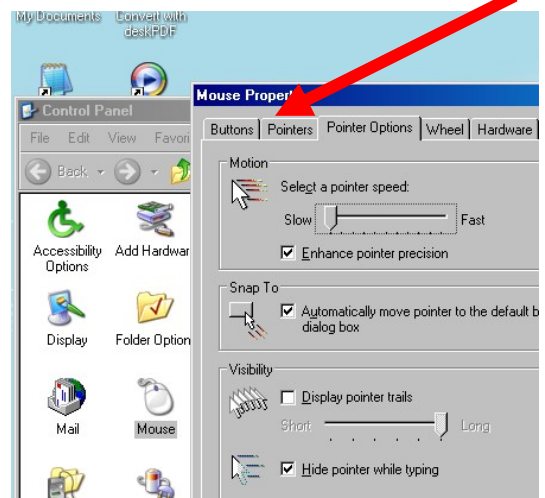 My Documents Convert with
deskPDF
Control Panel
File Edit View Favori
Back
Accessibility
Options
Add Hardwar
Display
Folder Option
Mail
Mouse
Mouse Propert
Buttons Pointers Pointer Options Wheel Hardware
Motion
Select a pointer speed:
Slow Fast
Enhance pointer precision
Snap To
Automatically move pointer to the default b
dialog box
Visibility
Display pointer trails
Short Long
Hide pointer while typing